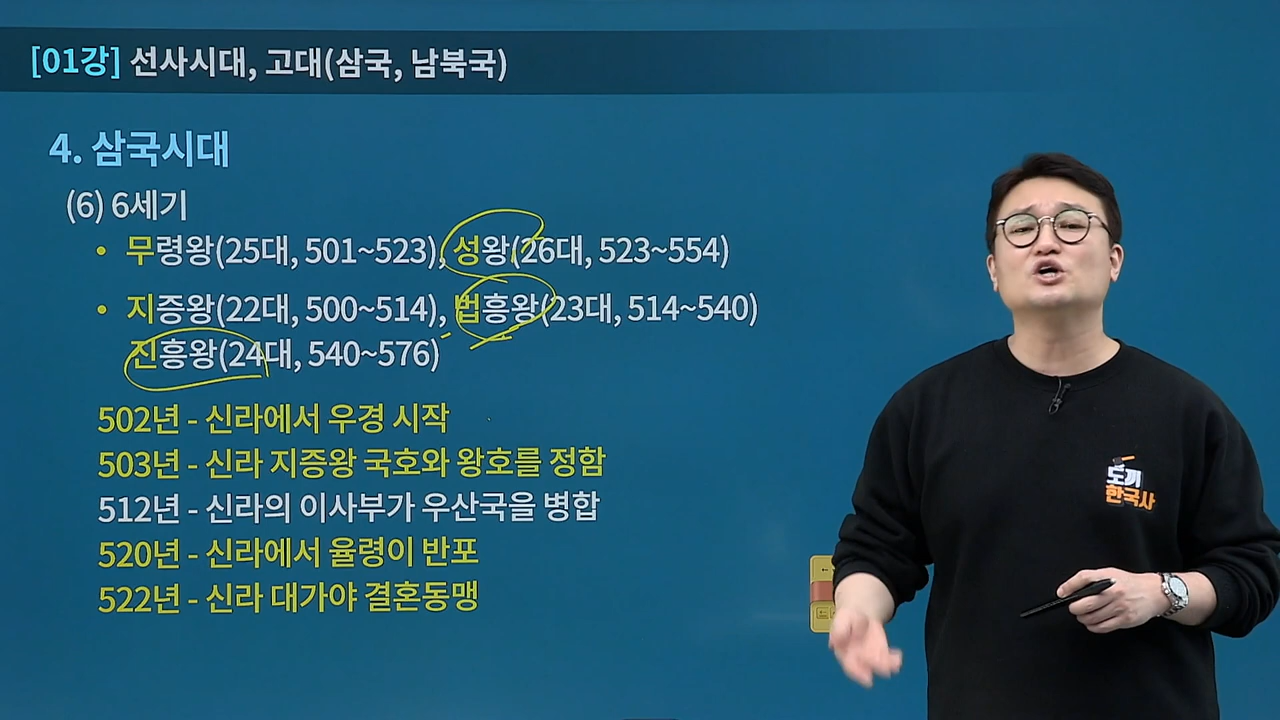 [01강] 선사시대, 고대(삼국, 남북국)
4. 삼국시대
(6) 6세기
• 무령왕(25대, 501~523), 성왕(26대, 523~554)
• 지증왕(22대, 500~514), 법흥왕(23대, 514~540)
진흥왕(24대, 540~576)
502년 - 신라에서 우경 시작
503년 - 신라 지증왕 국호와 왕호를 정함
512년 - 신라의 이사부가 우산국을 병합
520년 - 신라에서 율령이 반포
522년 - 신라 대가야 결혼동맹
도끼
한국사